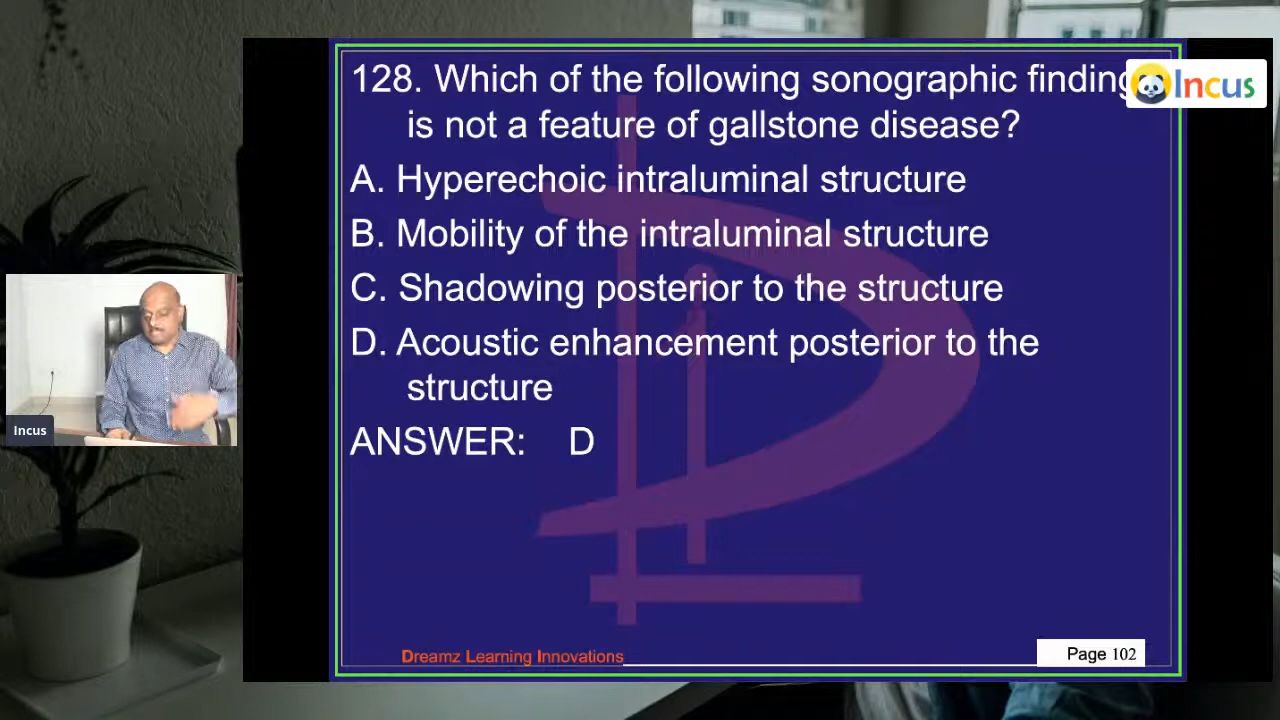 128. Which of the following sonographic finding
is not a feature of gallstone disease?
A. Hyperechoic intraluminal structure
B. Mobility of the intraluminal structure
C. Shadowing posterior to the structure
D. Acoustic enhancement posterior to the
structure
ANSWER: D
Incus
Incus
Dreamz Learning Innovations
Page 102